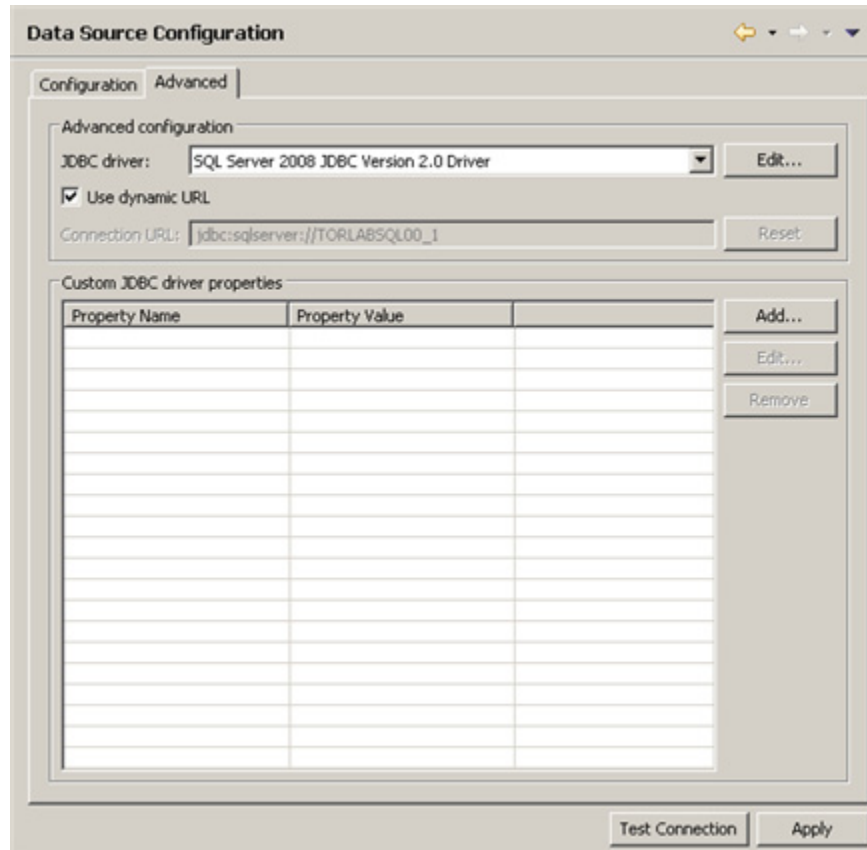 Data Source Configuration
Configuration Advanced
Advanced configuration
JDBC driver: SQL Server 2008 JDBC Version 2.0 Driver Edit...
Use dynamic URL
Connection URL: jdbc:sqlserver://TORLABSQL00_1 Reset
Custom JDBC driver properties
Property Name Property Value Add...
Edit...
Remove
Test Connection Apply